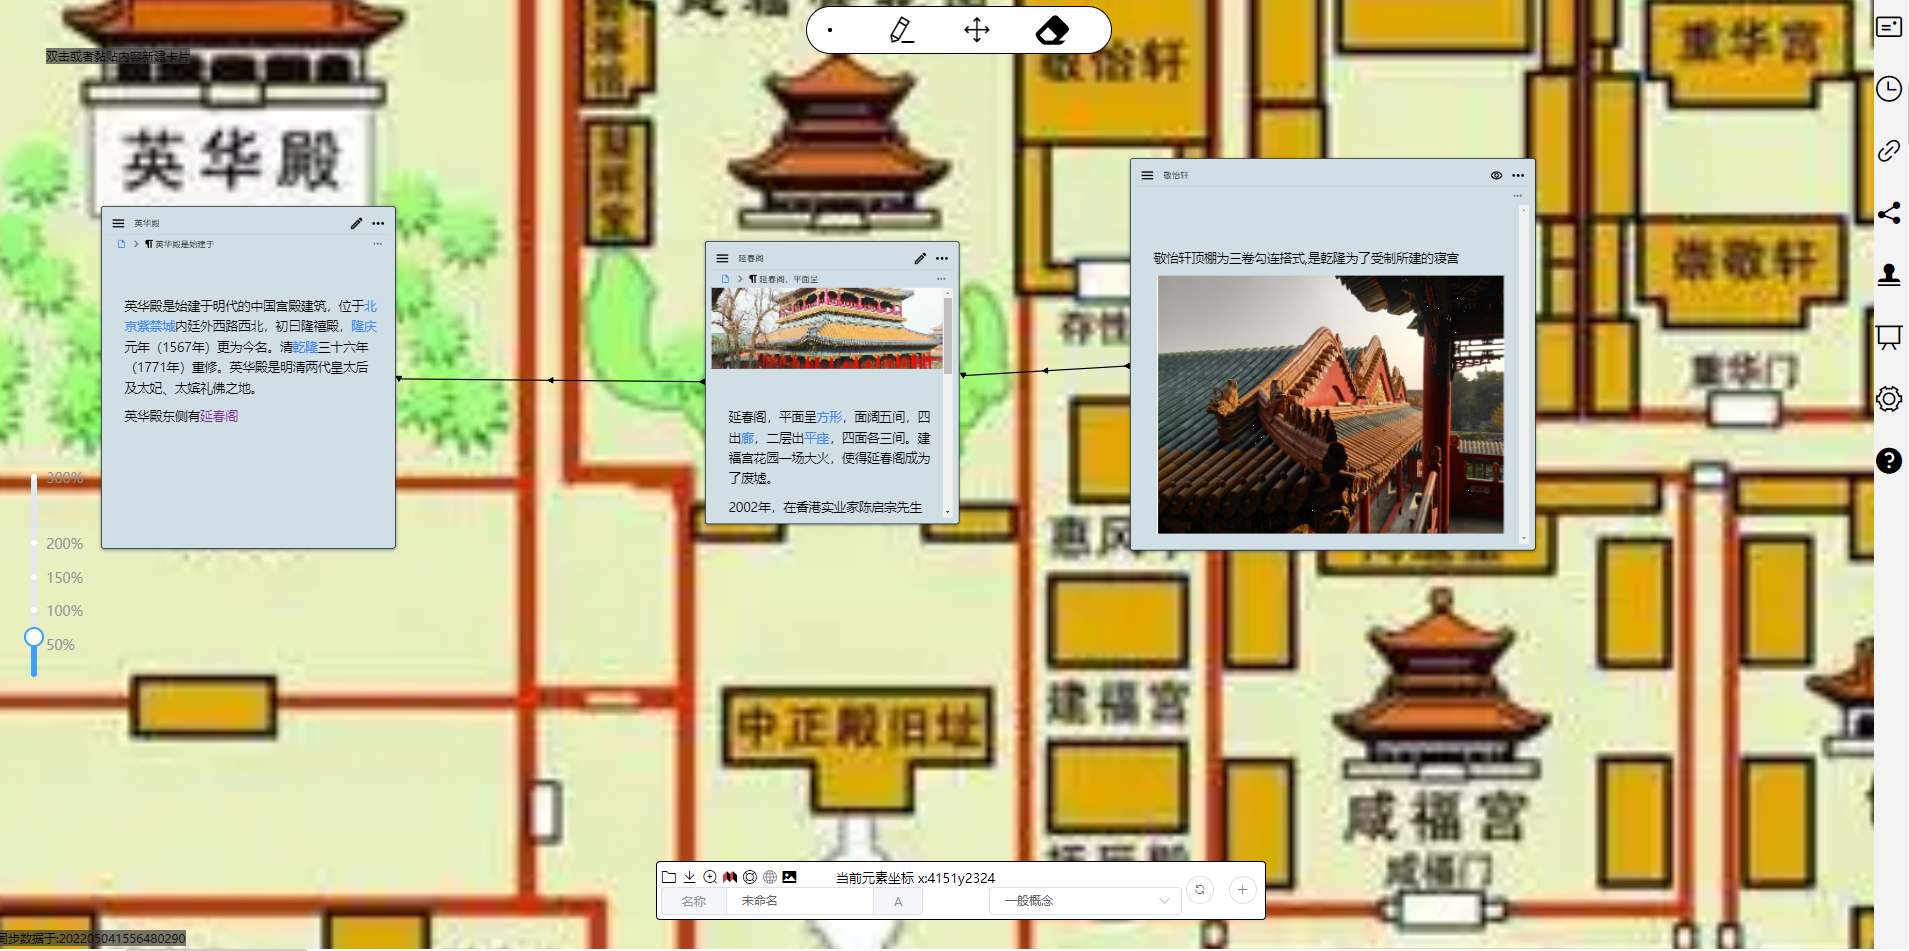 双击或者黏贴内容新建卡片
敬怡轩
重华宫
英华殿
英华殿
英华殿是始建于
英华殿是始建于明代的中国宫殿建筑，位于北
京紫禁城内廷外西路西北，初曰隆禧殿，隆庆
元年（1567年）更为今名。清乾隆三十六年
（1771年）重修。英华殿是明清两代皇太后
及太妃、太嫔礼佛之地。
英华殿东侧有延春阁
延春阁
延春阁，平面呈
延春阁，平面呈方形，面阔五间，四
出廊，二层出平座，四面各三间。建
福宫花园一场大火，使得延春阁成为
了废墟。
2002年，在香港实业家陈启宗先生
敬怡轩
敬怡轩顶棚为三卷勾连搭式,是乾隆为了受制所建的寝宫
崇敬轩
存性
重华门
惠风
300%
200%
150%
100%
50%
建福宫
中正殿旧址
咸福宫
咸福门
当前元素坐标 x:4151y2324
名称
未命名
A
一般概念
同步数据于:202205041556480290